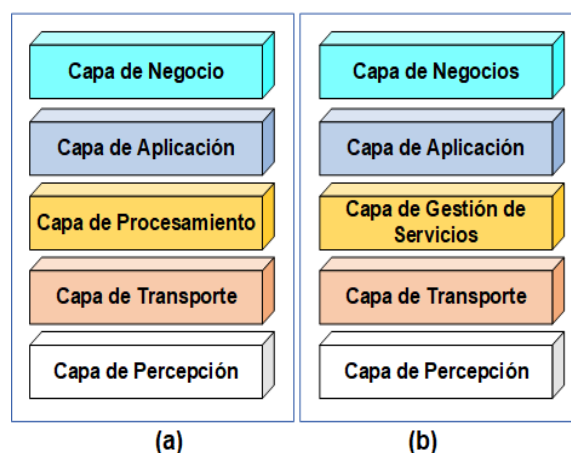 Capa de Negocio
Capa de Aplicación
Capa de Procesamiento
Capa de Transporte
Capa de Percepción
(a)
Capa de Negocios
Capa de Aplicación
Capa de Gestión de
Servicios
Capa de Transporte
Capa de Percepción
(b)